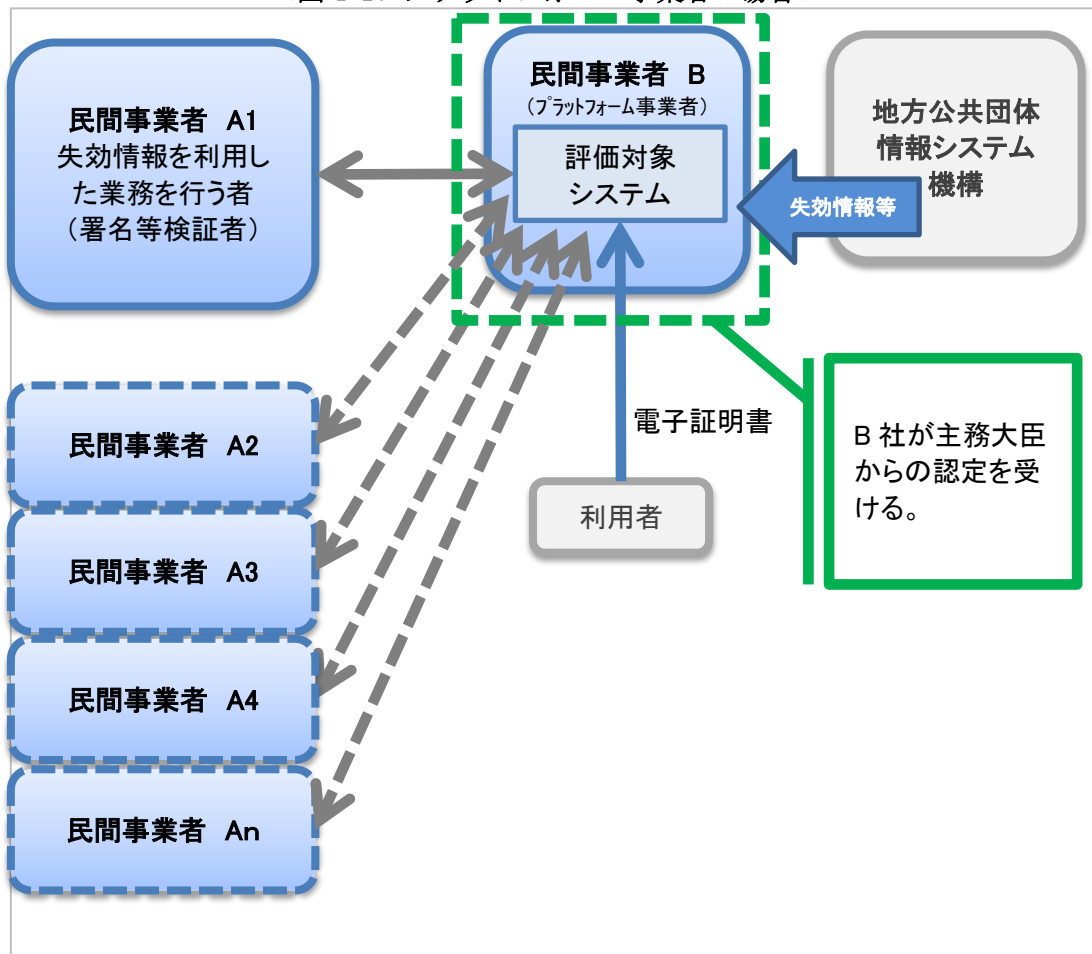 民間事業者 A1
失効情報を利用し
た業務を行う者
(署名等検証者)
民間事業者 B
(プラットフォーム事業者)
評価対象
システム
地方公共団体
情報システム
機構
失効情報等
民間事業者 A2
民間事業者 A3
民間事業者 A4
民間事業者 An
電子証明書
利用者
B 社が主務大臣
からの認定を受
ける。